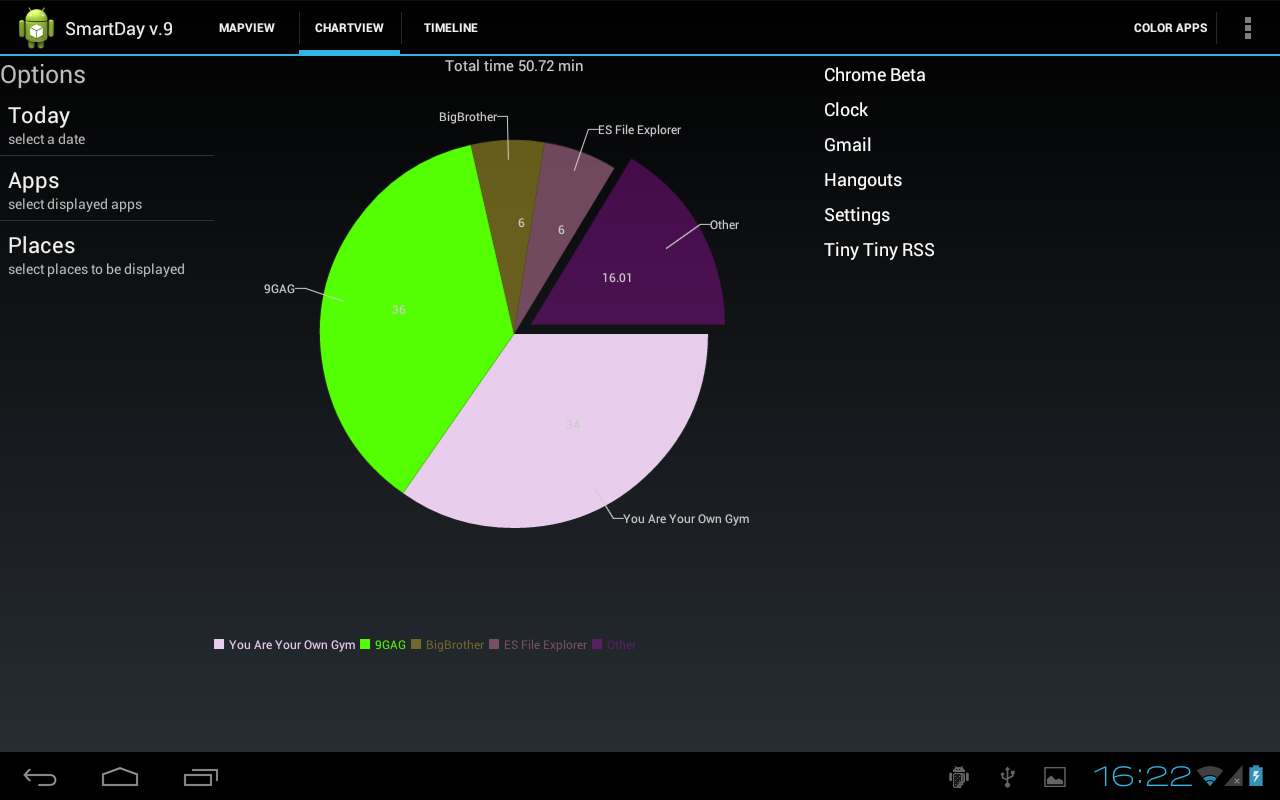 SmartDay v.9
MAPVIEW
CHARTVIEW
TIMELINE
COLOR APPS
Options
Today
select a date
Apps
select displayed apps
Places
select places to be displayed
Total time 50.72 min
BigBrother
ES File Explorer
Other
9GAG
You Are Your Own Gym
6
6
16.01
36
34
You Are Your Own Gym 9GAG BigBrother ES File Explorer Other
Chrome Beta
Clock
Gmail
Hangouts
Settings
Tiny Tiny RSS
16:22